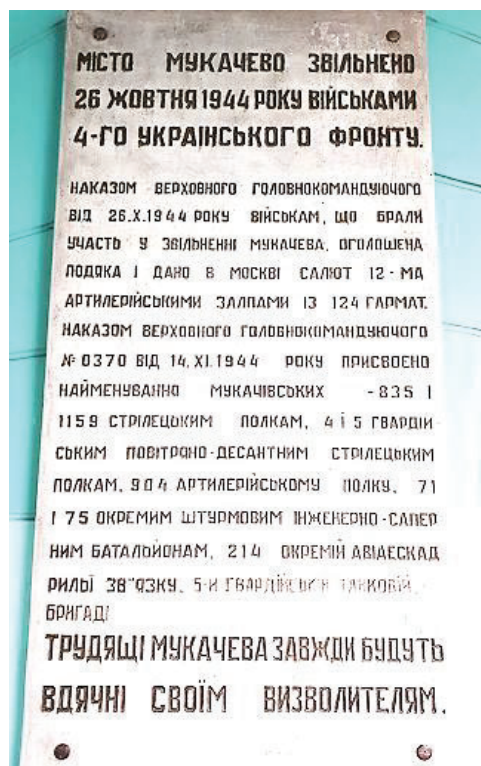 МІСТО МУКАЧЕВО ЗВІЛЬНЕНО
26 ЖОВТНЯ 1944 РОКУ ВІЙСЬКАМИ
4-ГО УКРАІНСЬКОГО ФРОНТУ.
НАКАЗОМ ВЕРХОВНОГО ГОЛОВНОКОМАНДУЮЧОГО
ВІД 26.X.1944 РОКУ ВІЙСЬКАМ, ЩО БРАЛИ
УЧАСТЬ У ЗВІЛЬНЕННІ МУКАЧЕВА, ОГОЛОШЕНА
ПОДЯКА І ДАНО В МОСКВІ САЛЮТ 12-МА
АРТИЛЕРІЙСЬКИМИ ЗАЛПАМИ ІЗ 124 ГАРМАТ.
НАКАЗОМ ВЕРХОВНОГО ГОЛОВНОКОМАНДУЮЧОГО
№ 0370 ВІД 14.XI.1944 РОКУ ПРИСВОЄНО
НАЙМЕНУВАННЯ МУКАЧІВСЬКИХ -835 І
1159 СТРІЛЕЦЬКИМ ПОЛКАМ, 4 І 5 ГВАРДІЙ
СЬКИМ ПОВІТРЯНО-ДЕСАНТНИМ СТРІЛЕЦЬКИМ
ПОЛКАМ, 904 АРТИЛЕРІЙСЬКОМУ ПОЛКУ, 71
І 75 ОКРЕМИМ ШТУРМОВИМ ІНЖЕНЕРНО-САПЕР
НИМ БАТАЛЬЙОНАМ, 214 ОКРЕМІЙ АВІАЕСКАД
РИЛЬЇ ЗВ"ЯЗКУ, 5-Й ГВАРДІЙСЬКІЙ ТАНКОВІЙ
БРИГАДІ
ТРУДЯЩІ МУКАЧЕВА ЗАВЖДИ БУДУТЬ
ВДЯЧНІ СВОЇМ ВИЗВОЛИТЕЛЯМ.